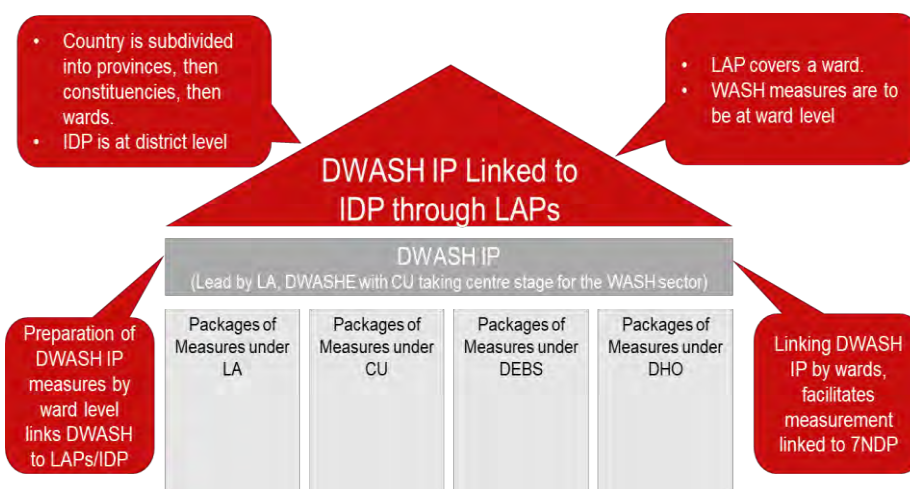 • Country is subdivided
into provinces, then
constituencies, then
wards.
• IDP is at district level
• LAP covers a ward.
• WASH measures are to
be at ward level
DWASH IP Linked to
IDP through LAPs
DWASH IP
(Lead by LA, DWASHE with CU taking centre stage for the WASH sector)
Preparation of
DWASH IP
measures by
ward level
links DWASH
to LAPs/IDP
Packages of
Measures under
LA
Packages of
Measures under
CU
Packages of
Measures under
DEBS
Packages of
Measures under
DHO
Linking DWASH
IP by wards,
facilitates
measurement
linked to 7NDP